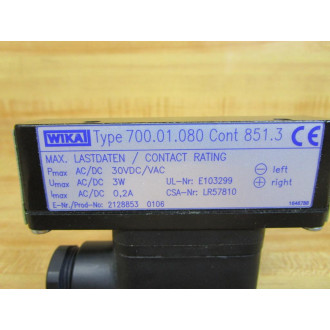 WIKA Type 700.01.080 Cont 851.3 CE
MAX. LASTDATEN / CONTACT RATING
Pmax AC/DC 30VDC/VAC
Umax AC/DC 3W UL-Nr: E103299
Imax AC/DC 0,2A CSA-Nr: LR57810
E-Nr./Prod-No: 2128853 0106
⊖ left
⊕ right